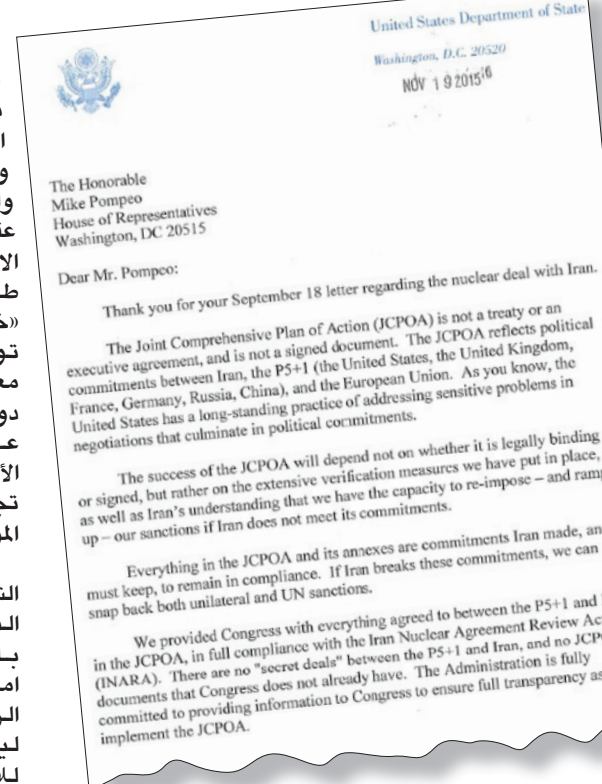 United States Department of State
Washington, D.C. 20520
NOV 19 2015
The Honorable
Mike Pompeo
House of Representatives
Washington, DC 20515
Dear Mr. Pompeo:
Thank you for your September 18 letter regarding the nuclear deal with Iran.
The Joint Comprehensive Plan of Action (JCPOA) is not a treaty or an
executive agreement, and is not a signed document. The JCPOA reflects political
commitments between Iran, the P5+1 (the United States, the United Kingdom,
France, Germany, Russia, China), and the European Union. As you know, the
United States has a long-standing practice of addressing sensitive problems in
negotiations that culminate in political commitments.
The success of the JCPOA will depend not on whether it is legally binding
or signed, but rather on the extensive verification measures we have put in place,
as well as Iran's understanding that we have the capacity to re-impose – and ramp
up – our sanctions if Iran does not meet its commitments.
Everything in the JCPOA and its annexes are commitments Iran made, an
must keep, to remain in compliance. If Iran breaks these commitments, we can
snap back both unilateral and UN sanctions.
We provided Congress with everything agreed to between the P5+1 and
in the JCPOA, in full compliance with the Iran Nuclear Agreement Review Ac
(INARA). There are no "secret deals" between the P5+1 and Iran, and no JCPO
documents that Congress does not already have. The Administration is fully
committed to providing information to Congress to ensure full transparency as
implement the JCPOA.